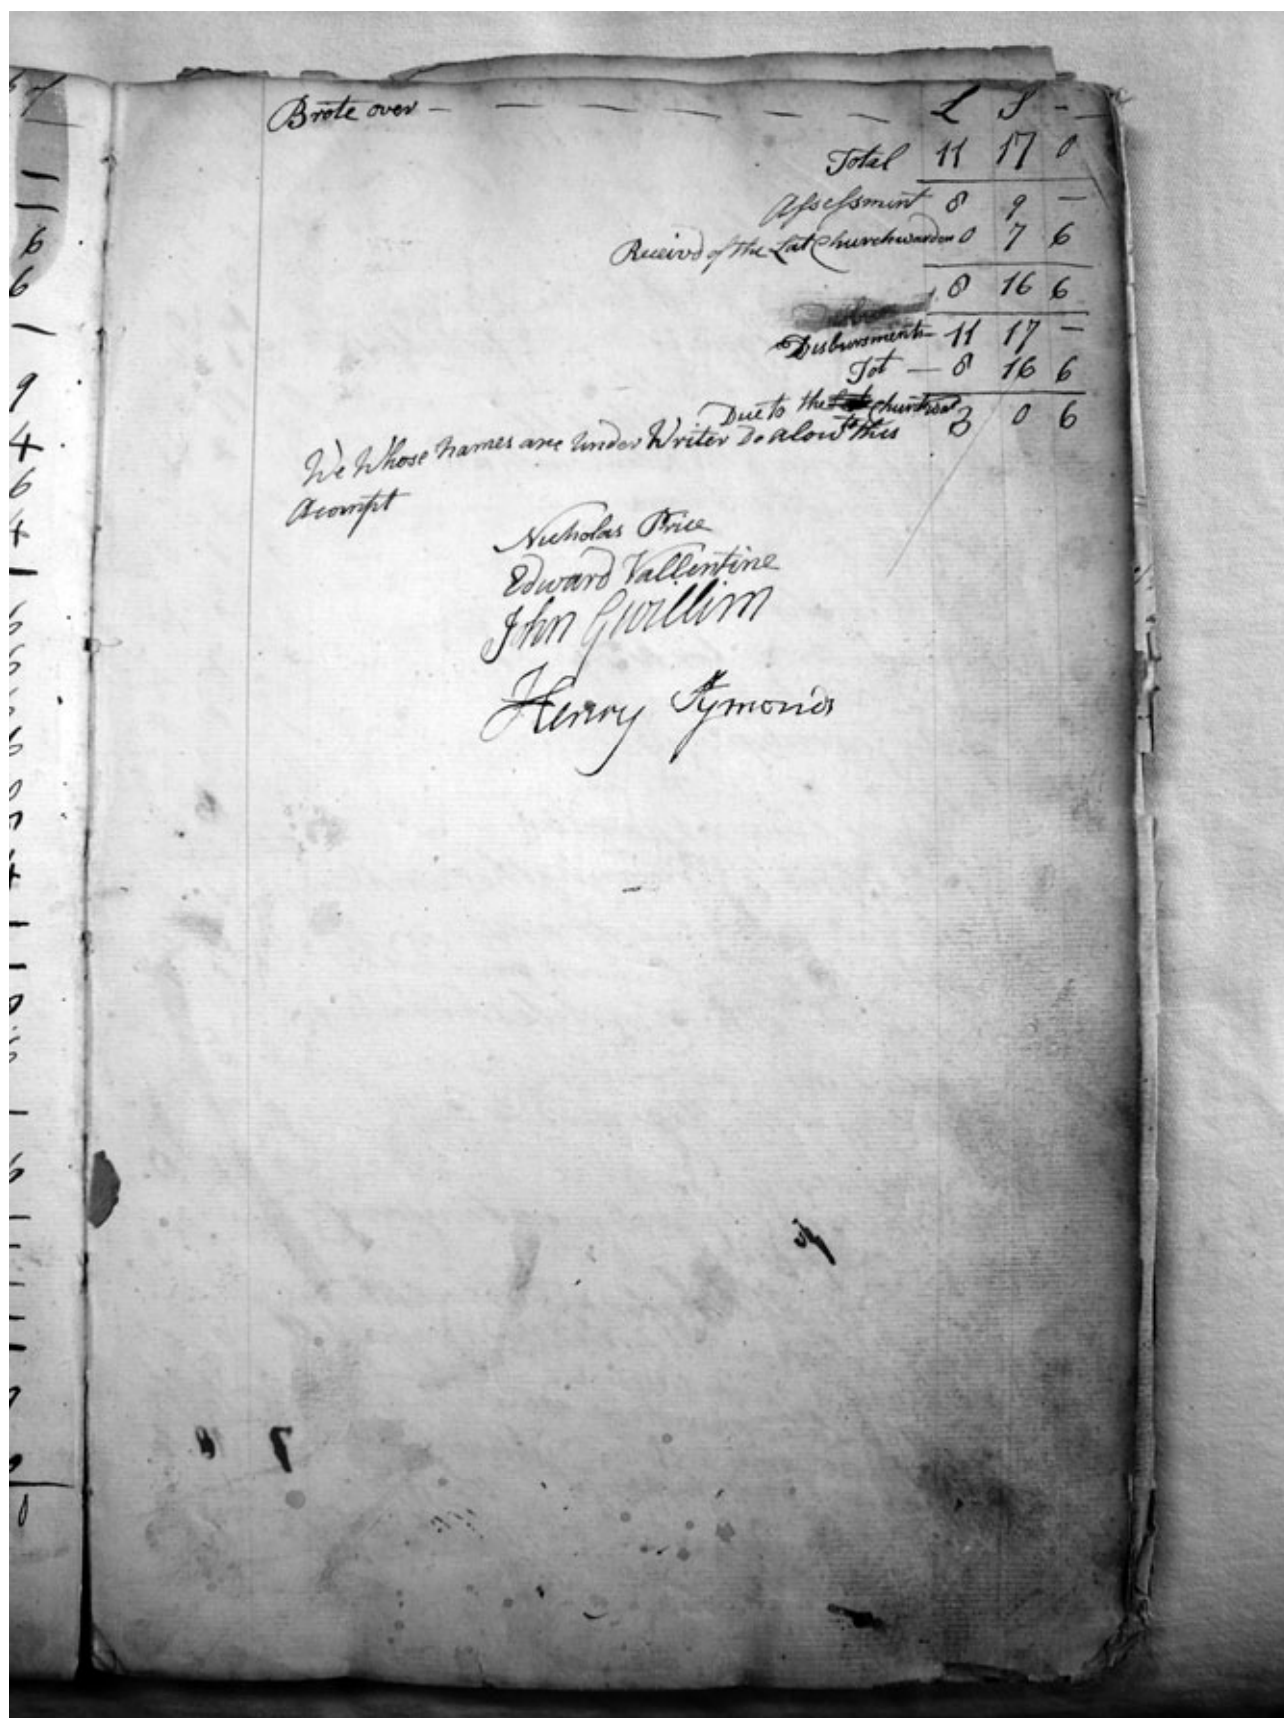 Brote over - - - - - - L S -
Total 11 17 0
Assessment 8 9 -
Receivd of the Late Churchwarden 0 7 6
8 16 6
Disbursments - 11 17 -
Tot - 8 16 6
Due to the 3 0 6
We Whose names are under Writen Do alow this
Acompt
Nicholas Price
Edward Vallentine
John Gwillim
Henry Symonds